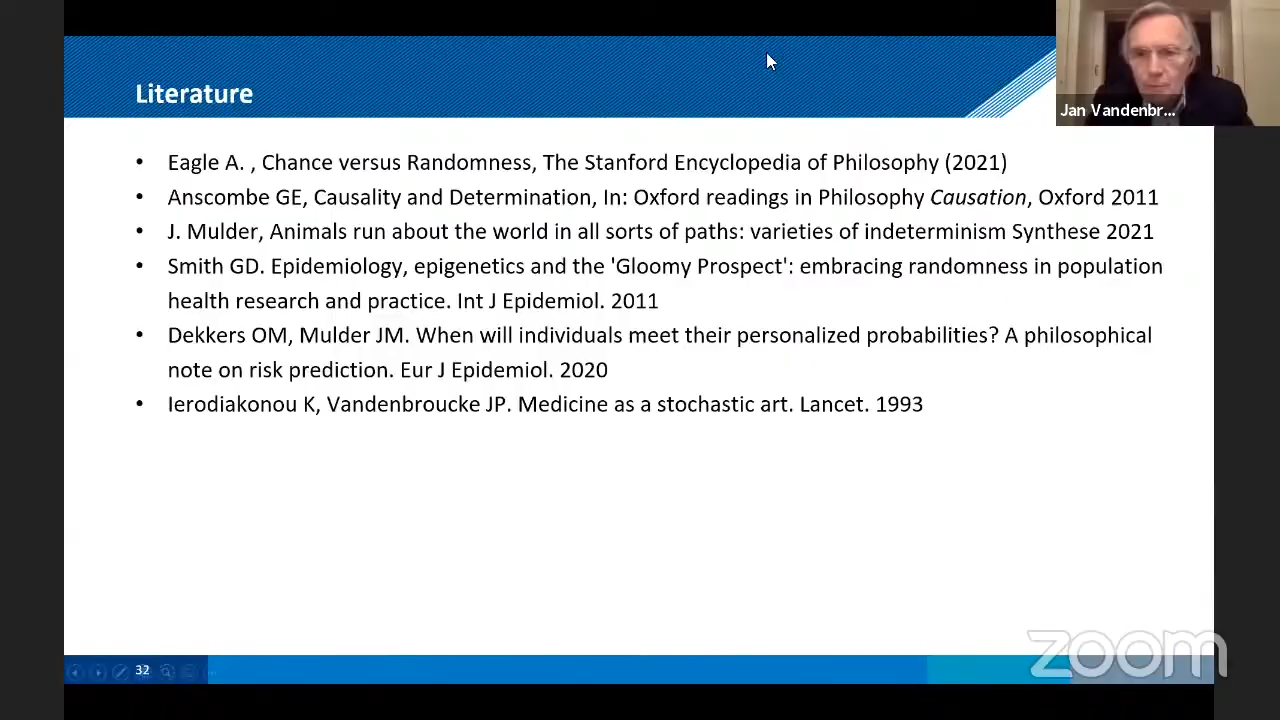 Literature
Jan Vandenbr...
• Eagle A. , Chance versus Randomness, The Stanford Encyclopedia of Philosophy (2021)
• Anscombe GE, Causality and Determination, In: Oxford readings in Philosophy Causation, Oxford 2011
• J. Mulder, Animals run about the world in all sorts of paths: varieties of indeterminism Synthese 2021
• Smith GD. Epidemiology, epigenetics and the 'Gloomy Prospect': embracing randomness in population
health research and practice. Int J Epidemiol. 2011
• Dekkers OM, Mulder JM. When will individuals meet their personalized probabilities? A philosophical
note on risk prediction. Eur J Epidemiol. 2020
• Ierodiakonou K, Vandenbroucke JP. Medicine as a stochastic art. Lancet. 1993
32
zoom